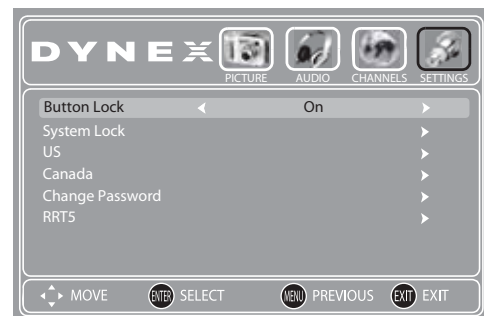 DYNEX
PICTURE AUDIO CHANNELS SETTINGS
Button Lock On
System Lock
US
Canada
Change Password
RRT5
MOVE ENTER SELECT MENU PREVIOUS EXIT EXIT